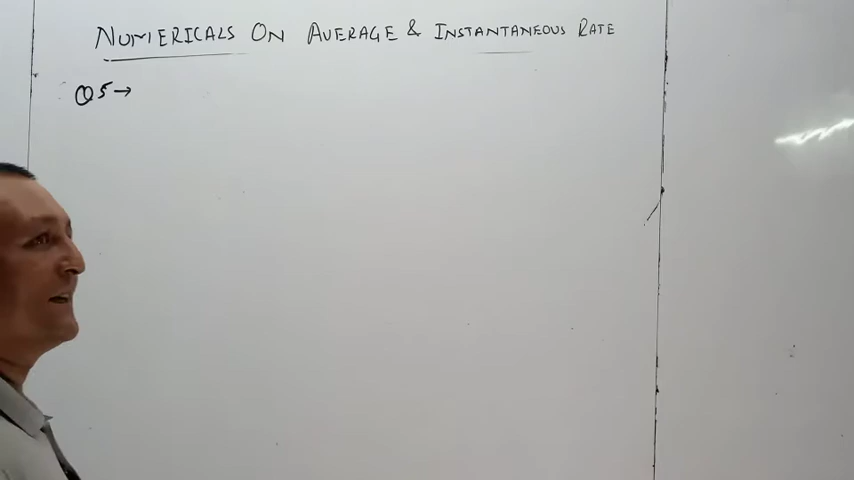 NUMERICALS ON AVERAGE & INSTANTANEOUS RATE
Q5→